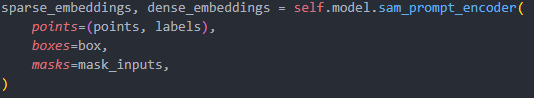 sparse_embeddings, dense_embeddings = self.model.sam_prompt_encoder(
    points=(points, labels),
    boxes=box,
    masks=mask_inputs,
)